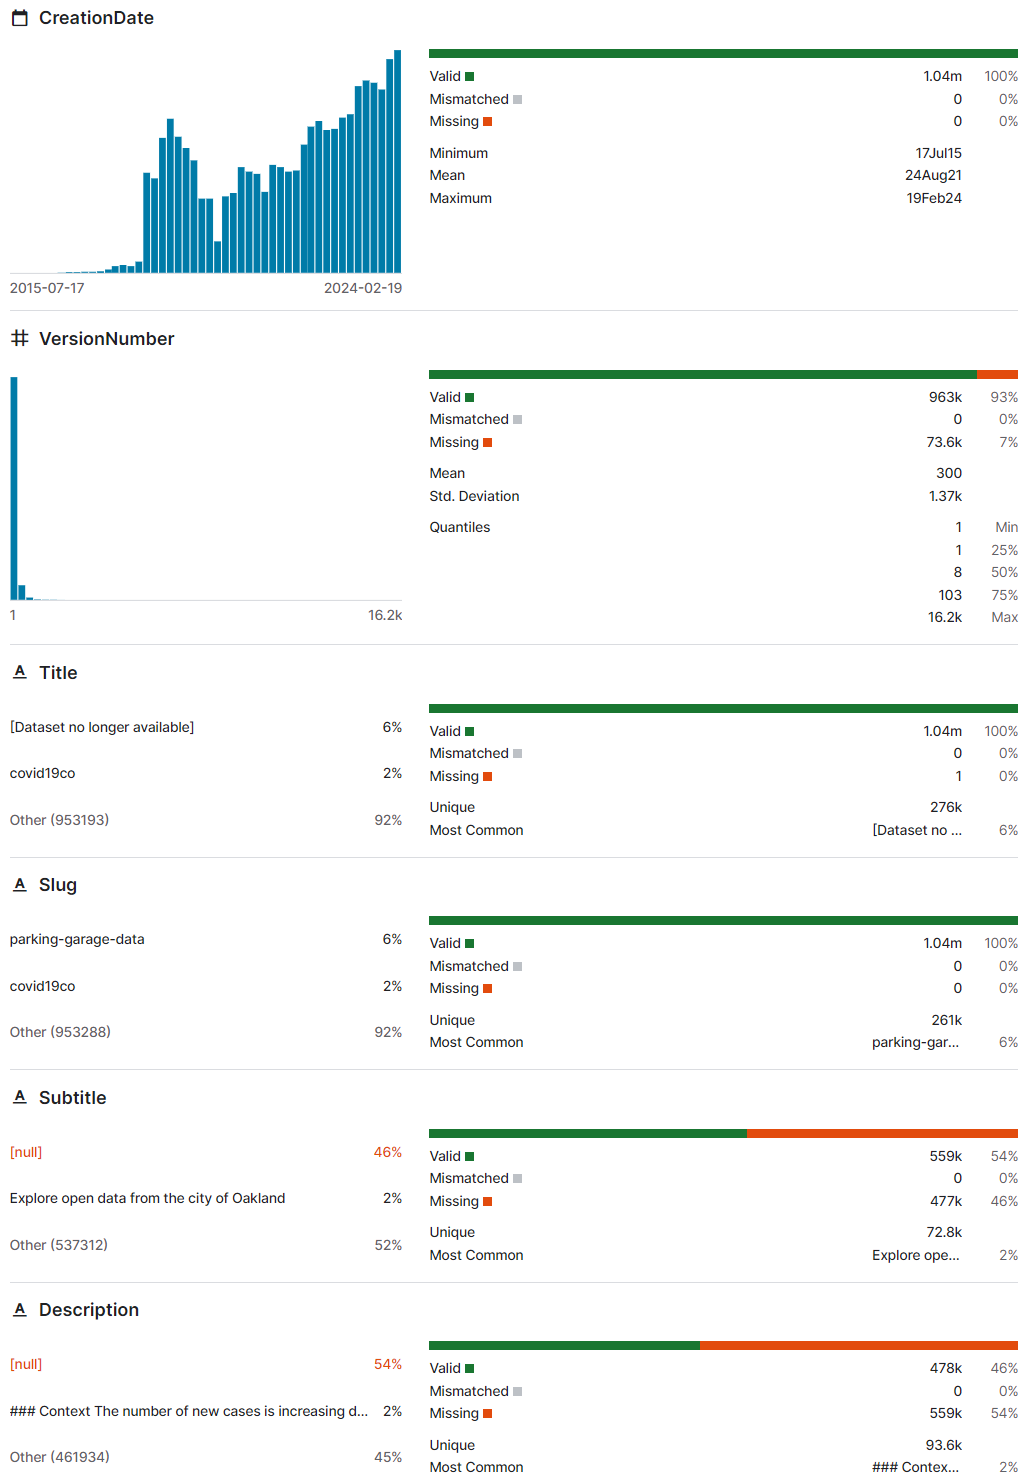 CreationDate
Valid 1.04m 100%
Mismatched 0 0%
Missing 0 0%
Minimum 17Jul15
Mean 24Aug21
Maximum 19Feb24
2015-07-17 2024-02-19
VersionNumber
Valid 963k 93%
Mismatched 0 0%
Missing 73.6k 7%
Mean 300
Std. Deviation 1.37k
Quantiles 1 Min
1 25%
8 50%
103 75%
1 16.2k
16.2k Max
Title
[Dataset no longer available] 6%
covid19co 2%
Other (953193) 92%
Valid 1.04m 100%
Mismatched 0 0%
Missing 1 0%
Unique 276k
Most Common [Dataset no ... 6%
Slug
parking-garage-data 6%
covid19co 2%
Other (953288) 92%
Valid 1.04m 100%
Mismatched 0 0%
Missing 0 0%
Unique 261k
Most Common parking-gar... 6%
Subtitle
[null] 46%
Explore open data from the city of Oakland 2%
Other (537312) 52%
Valid 559k 54%
Mismatched 0 0%
Missing 477k 46%
Unique 72.8k
Most Common Explore ope... 2%
Description
[null] 54%
### Context The number of new cases is increasing d... 2%
Other (461934) 45%
Valid 478k 46%
Mismatched 0 0%
Missing 559k 54%
Unique 93.6k
Most Common ### Contex... 2%